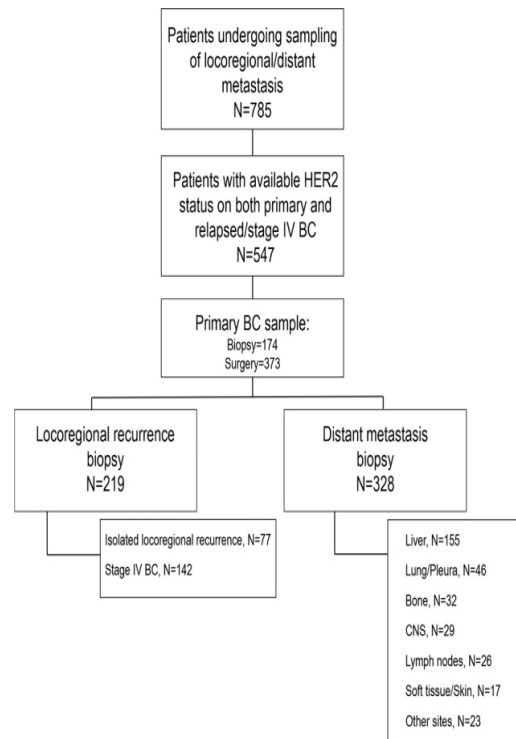 Patients undergoing sampling
of locoregional/distant
metastasis
N=785
Patients with available HER2
status on both primary and
relapsed/stage IV BC
N=547
Primary BC sample:
Biopsy=174
Surgery=373
Locoregional recurrence
biopsy
N=219
Distant metastasis
biopsy
N=328
Isolated locoregional recurrence, N=77
Stage IV BC, N=142
Liver, N=155
Lung/Pleura, N=46
Bone, N=32
CNS, N=29
Lymph nodes, N=26
Soft tissue/Skin, N=17
Other sites, N=23